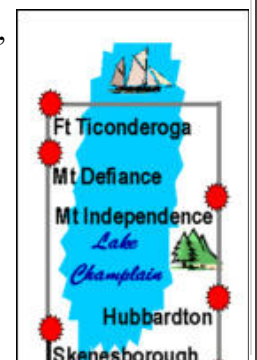 ,
Ft Ticonderoga
Mt Defiance
Mt Independence
Lake
Champlain
Hubbardton
Skenesborough